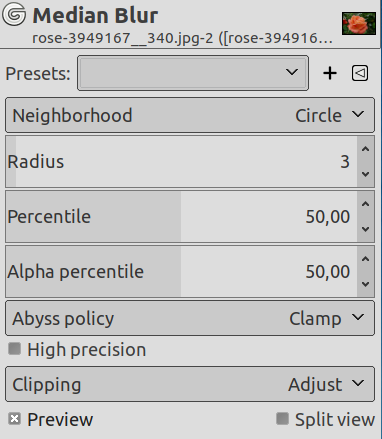 Median Blur
rose-3949167__340.jpg-2 ([rose-394916...
Presets:
Neighborhood Circle
Radius 3
Percentile 50,00
Alpha percentile 50,00
Abyss policy Clamp
High precision
Clipping Adjust
Preview Split view